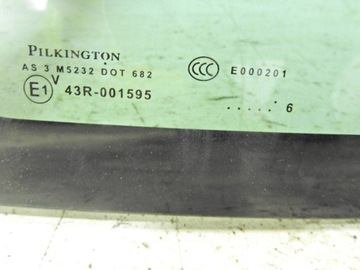 PILKINGTON
AS 3 M5232 DOT 682
CCC E000201
V
E1 43R-001595
..... 6